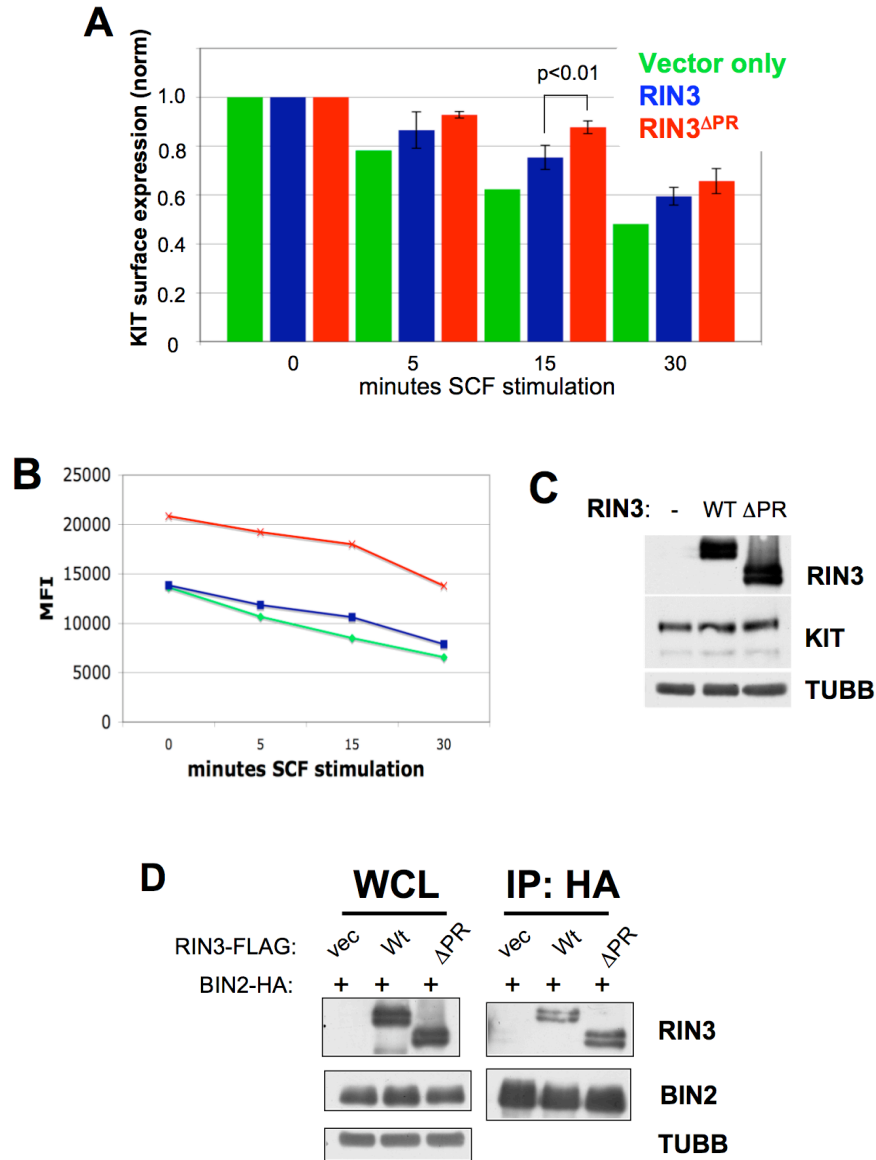 A
KIT surface expression (norm)
1.0
0.8
0.6
0.4
0.2
0
p<0.01
Vector only
RIN3
RIN3ΔPR
0 5 15 30
minutes SCF stimulation
B
MFI
25000
20000
15000
10000
5000
0
0 5 15 30
minutes SCF stimulation
C
RIN3: - WT ΔPR
RIN3
KIT
TUBB
D
WCL IP: HA
RIN3-FLAG: vec Wt ΔPR vec Wt ΔPR
BIN2-HA: + + + + + +
RIN3
BIN2
TUBB